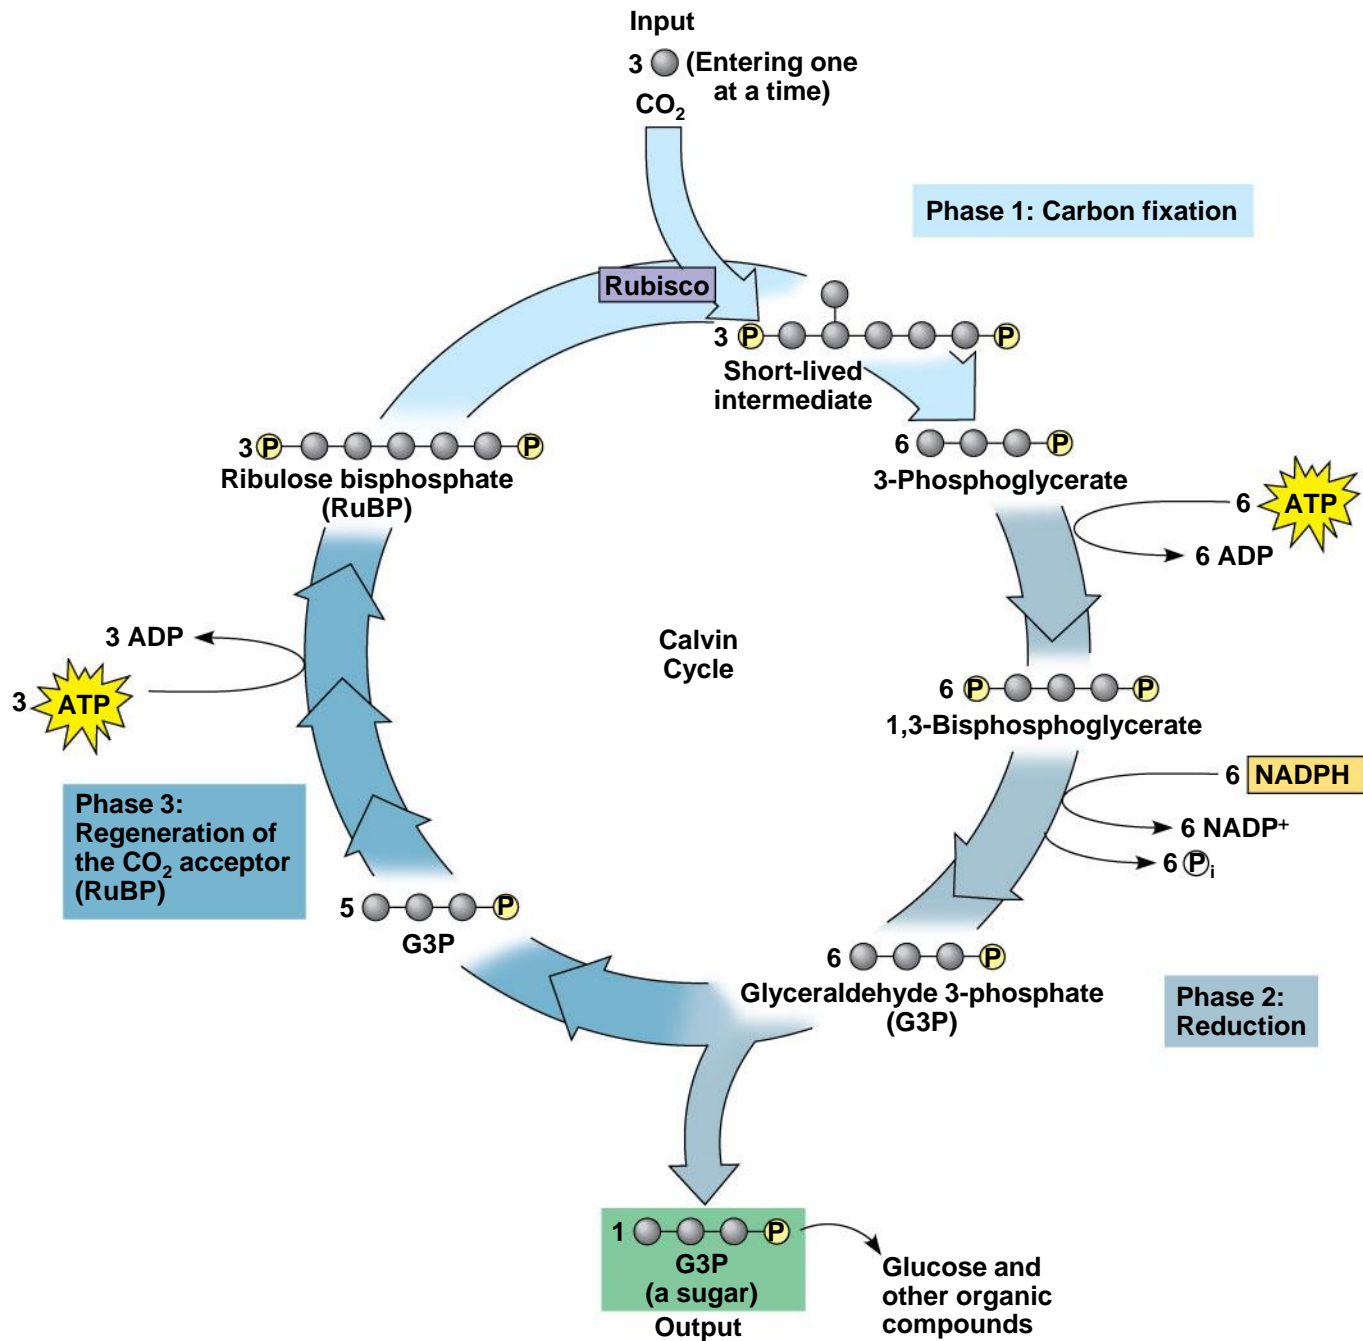 Input
3 (Entering one
at a time)
CO₂
Phase 1: Carbon fixation
Rubisco
3 P P
Short-lived
intermediate
3 P P
Ribulose bisphosphate
(RuBP)
6 P
3-Phosphoglycerate
6 ATP
6 ADP
3 ADP
3 ATP
Calvin
Cycle
6 P P
1,3-Bisphosphoglycerate
6 NADPH
6 NADP⁺
6 Pᵢ
Phase 3:
Regeneration of
the CO₂ acceptor
(RuBP)
5 P
G3P
6 P
Glyceraldehyde 3-phosphate
(G3P)
Phase 2:
Reduction
1 P
G3P
(a sugar)
Output
Glucose and
other organic
compounds